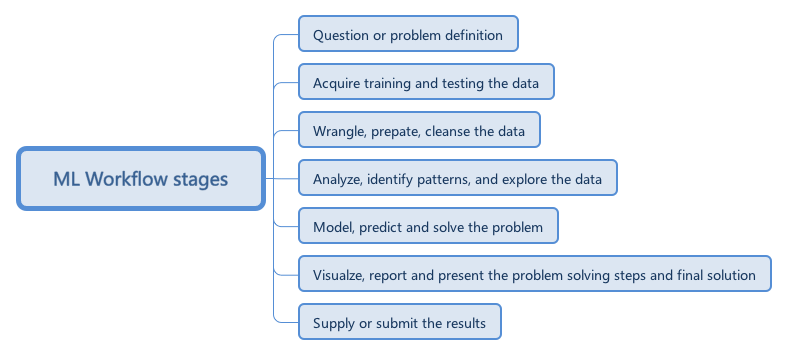 ML Workflow stages
Question or problem definition
Acquire training and testing the data
Wrangle, prepate, cleanse the data
Analyze, identify patterns, and explore the data
Model, predict and solve the problem
Visualze, report and present the problem solving steps and final solution
Supply or submit the results